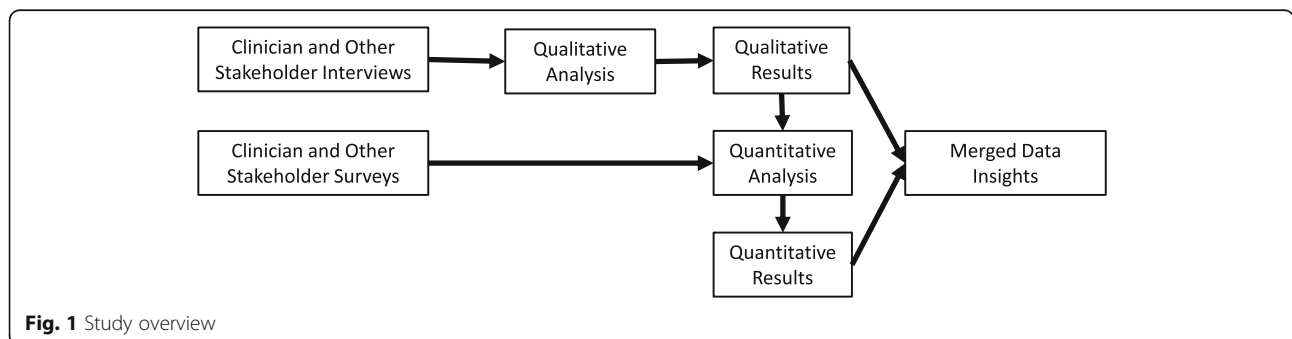 Clinician and Other
Stakeholder Interviews
Qualitative
Analysis
Qualitative
Results
Clinician and Other
Stakeholder Surveys
Quantitative
Analysis
Merged Data
Insights
Quantitative
Results
Fig. 1 Study overview